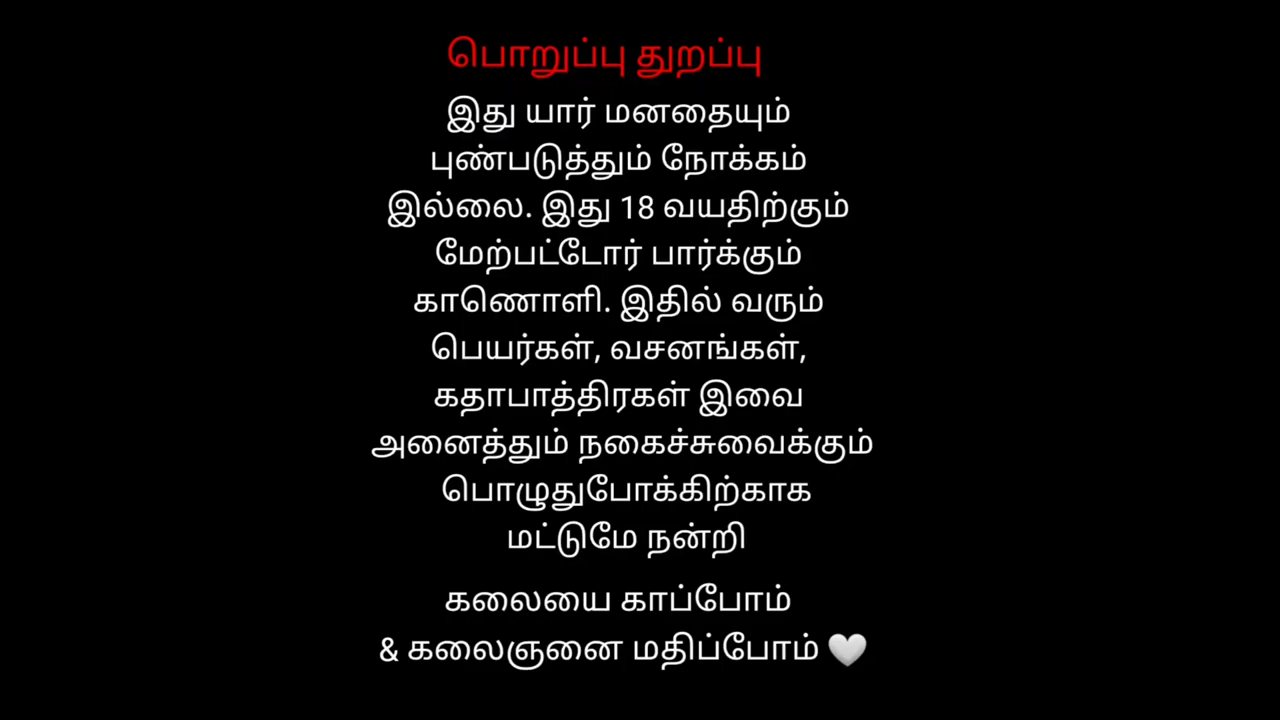 பொறுப்பு துறப்பு
இது யார் மனதையும்
புண்படுத்தும் நோக்கம்
இல்லை. இது 18 வயதிற்கும்
மேற்பட்டோர் பார்க்கும்
காணொளி. இதில் வரும்
பெயர்கள், வசனங்கள்,
கதாபாத்திரகள் இவை
அனைத்தும் நகைச்சுவைக்கும்
பொழுதுபோக்கிற்காக
மட்டுமே நன்றி
கலையை காப்போம்
& கலைஞனை மதிப்போம் 🤍